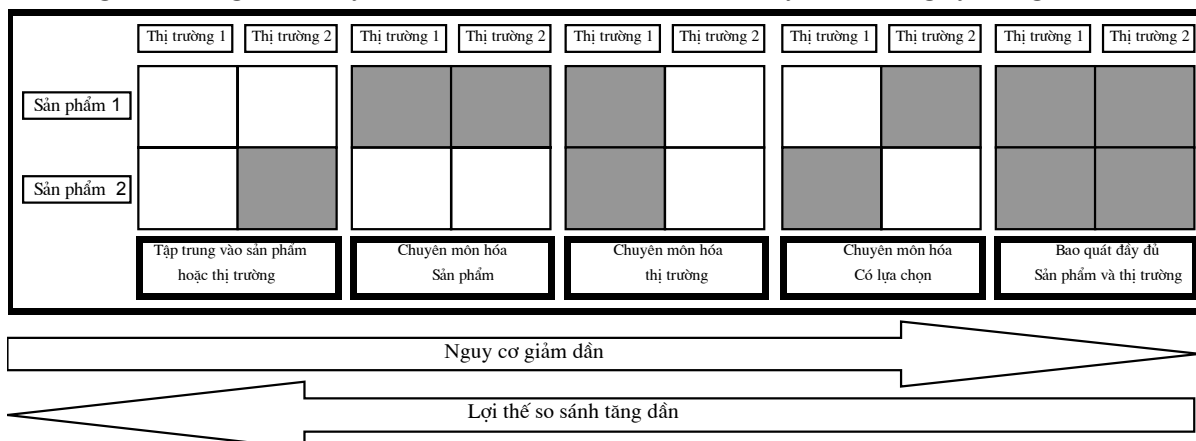 Thị trường 1 Thị trường 2 Thị trường 1 Thị trường 2 Thị trường 1 Thị trường 2 Thị trường 1 Thị trường 2 Thị trường 1 Thị trường 2
Sản phẩm 1
Sản phẩm 2
Tập trung vào sản phẩm
hoặc thị trường
Chuyên môn hóa
Sản phẩm
Chuyên môn hóa
thị trường
Chuyên môn hóa
Có lựa chọn
Bao quát đầy đủ
Sản phẩm và thị trường
Nguy cơ giảm dần
Lợi thế so sánh tăng dần